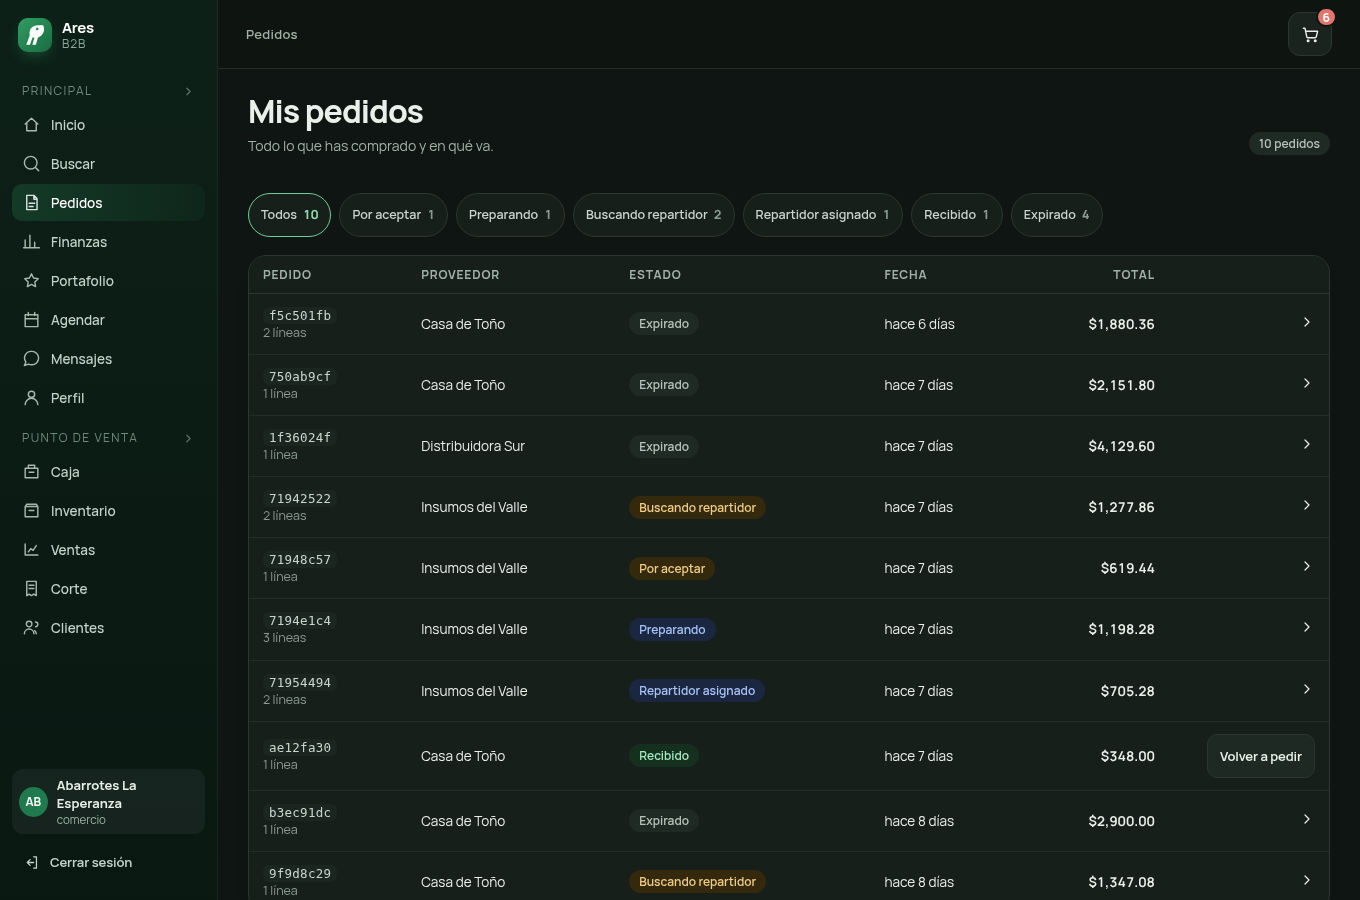 Ares
B2B
PRINCIPAL
Inicio
Buscar
Pedidos
Finanzas
Portafolio
Agendar
Mensajes
Perfil
PUNTO DE VENTA
Caja
Inventario
Ventas
Corte
Clientes
AB
Abarrotes La
Esperanza
comercio
Cerrar sesión
Pedidos
6
Mis pedidos
Todo lo que has comprado y en qué va.
10 pedidos
Todos 10 Por aceptar 1 Preparando 1 Buscando repartidor 2 Repartidor asignado 1 Recibido 1 Expirado 4
PEDIDO PROVEEDOR ESTADO FECHA TOTAL
f5c501fb
2 líneas
Casa de Toño Expirado hace 6 días $1,880.36
750ab9cf
1 línea
Casa de Toño Expirado hace 7 días $2,151.80
1f36024f
1 línea
Distribuidora Sur Expirado hace 7 días $4,129.60
71942522
2 líneas
Insumos del Valle Buscando repartidor hace 7 días $1,277.86
71948c57
1 línea
Insumos del Valle Por aceptar hace 7 días $619.44
7194e1c4
3 líneas
Insumos del Valle Preparando hace 7 días $1,198.28
71954494
2 líneas
Insumos del Valle Repartidor asignado hace 7 días $705.28
ae12fa30
1 línea
Casa de Toño Recibido hace 7 días $348.00 Volver a pedir
b3ec91dc
1 línea
Casa de Toño Expirado hace 8 días $2,900.00
9f9d8c29
1 línea
Casa de Toño Buscando repartidor hace 8 días $1,347.08